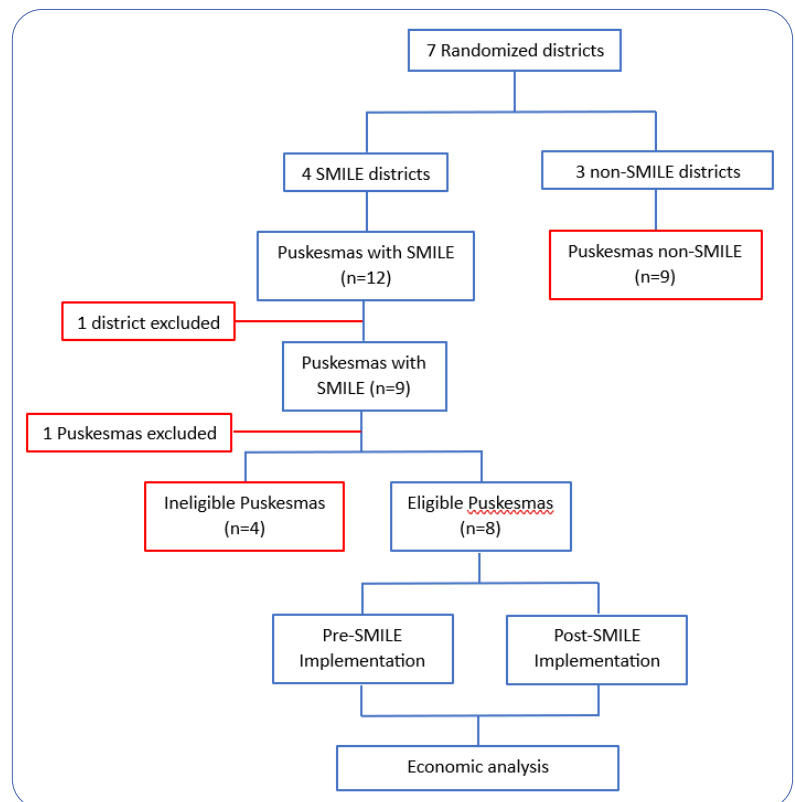 7 Randomized districts
4 SMILE districts
3 non-SMILE districts
Puskesmas with SMILE
(n=12)
Puskesmas non-SMILE
(n=9)
1 district excluded
Puskesmas with
SMILE (n=9)
1 Puskesmas excluded
Ineligible Puskesmas
(n=4)
Eligible Puskesmas
(n=8)
Pre-SMILE
Implementation
Post-SMILE
Implementation
Economic analysis